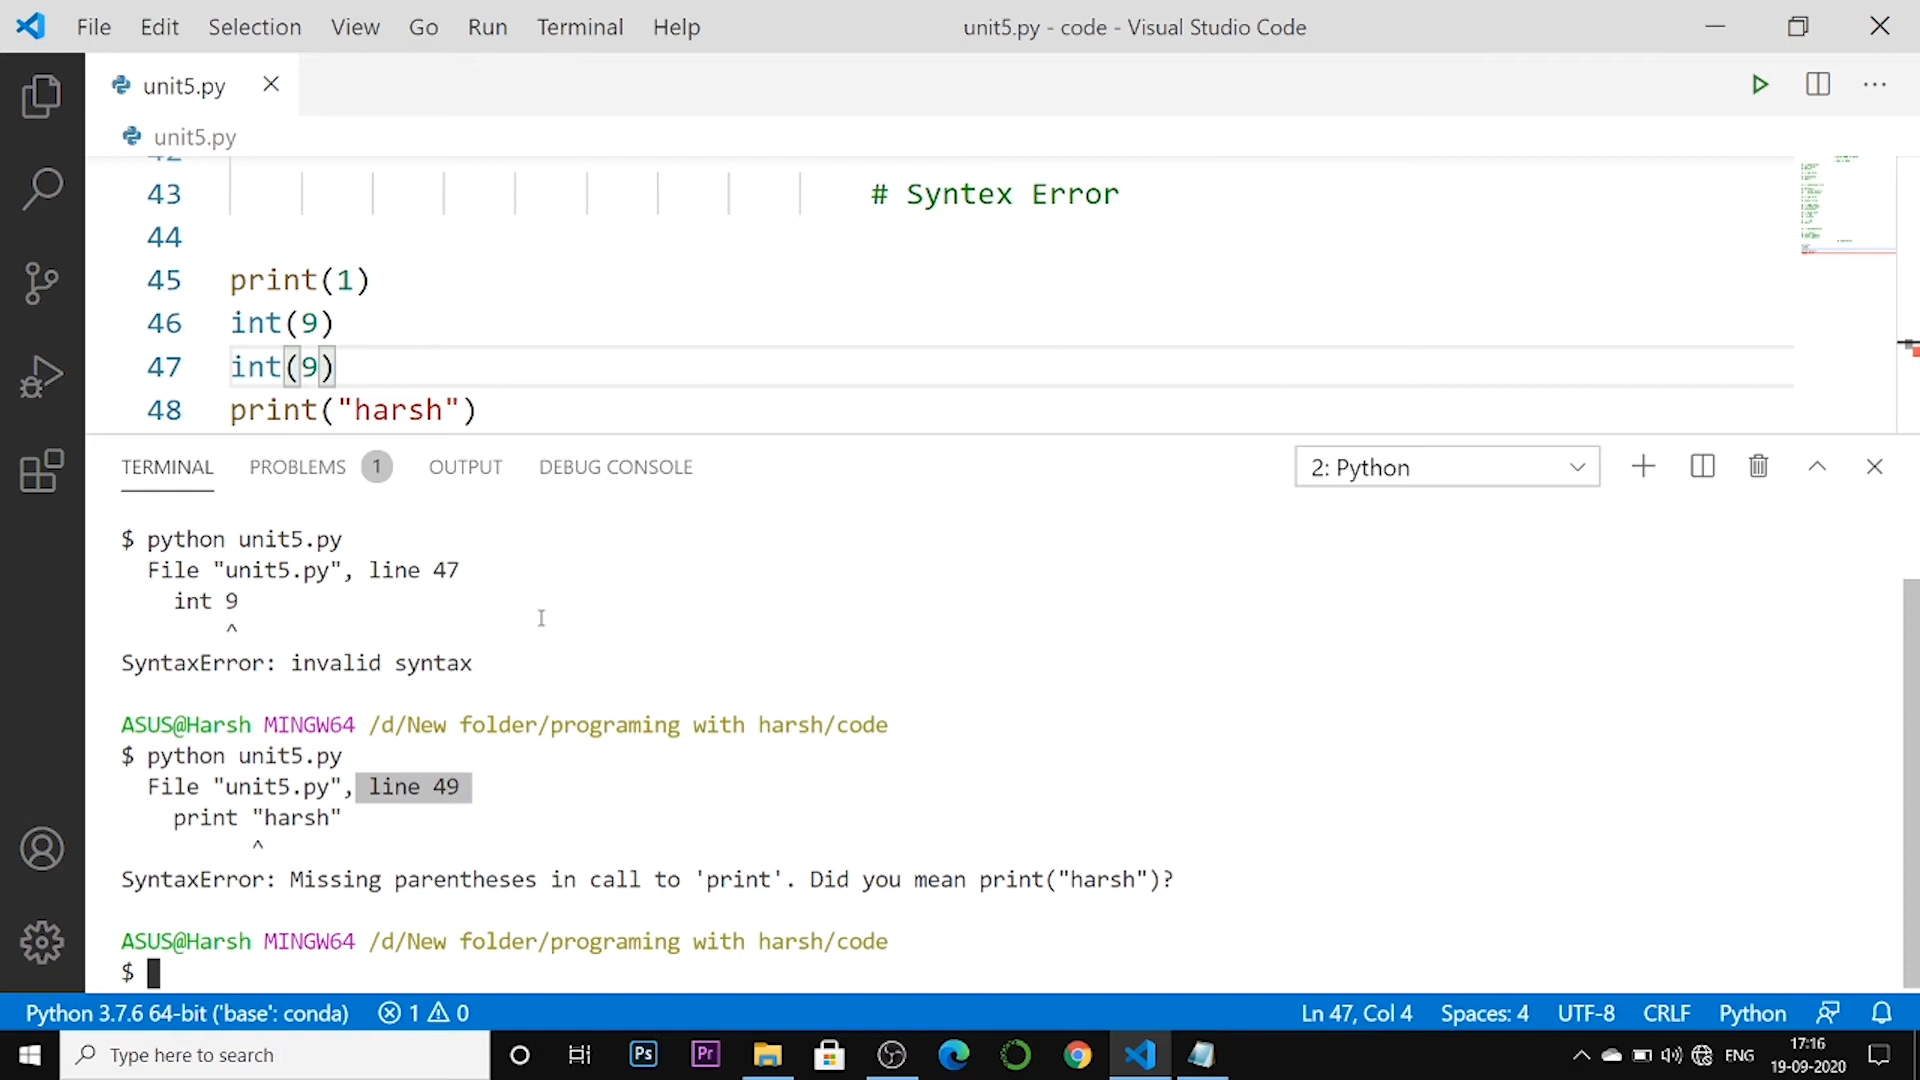 File Edit Selection View Go Run Terminal Help unit5.py - code - Visual Studio Code
unit5.py
unit5.py
42
43 # Syntex Error
44
45 print(1)
46 int(9)
47 int(9)
48 print("harsh")
TERMINAL PROBLEMS 1 OUTPUT DEBUG CONSOLE 2: Python
$ python unit5.py
File "unit5.py", line 47
int 9
^
SyntaxError: invalid syntax
ASUS@Harsh MINGW64 /d/New folder/programing with harsh/code
$ python unit5.py
File "unit5.py", line 49
print "harsh"
^
SyntaxError: Missing parentheses in call to 'print'. Did you mean print("harsh")?
ASUS@Harsh MINGW64 /d/New folder/programing with harsh/code
$
Python 3.7.6 64-bit ('base': conda) 1 0 Ln 47, Col 4 Spaces: 4 UTF-8 CRLF Python
Type here to search Ps Pr ENG 17:16
19-09-2020